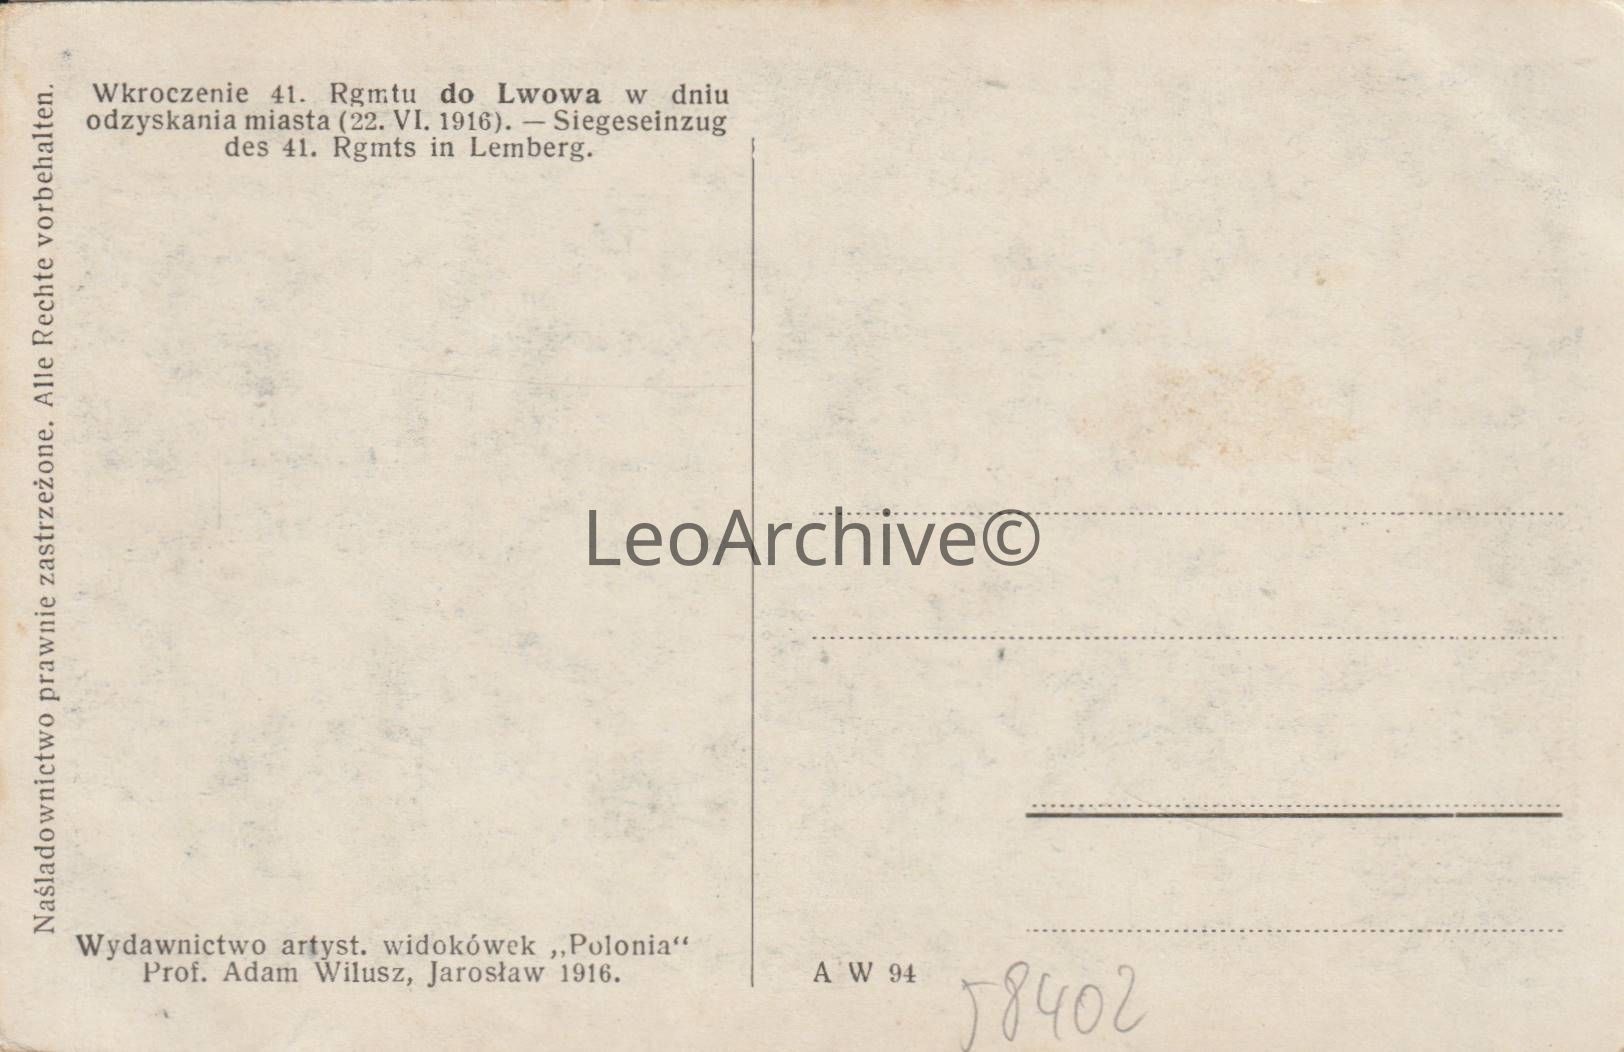 Wkroczenie 41. Rgmtu do Lwowa w dniu
odzyskania miasta (22. VI. 1916). — Siegeseinzug
des 41. Rgmts in Lemberg.
Naśladownictwo prawnie zastrzeżone. Alle Rechte vorbehalten.
LeoArchive©
Wydawnictwo artyst. widokówek „Polonia“
Prof. Adam Wilusz, Jarosław 1916.
A W 94
58402